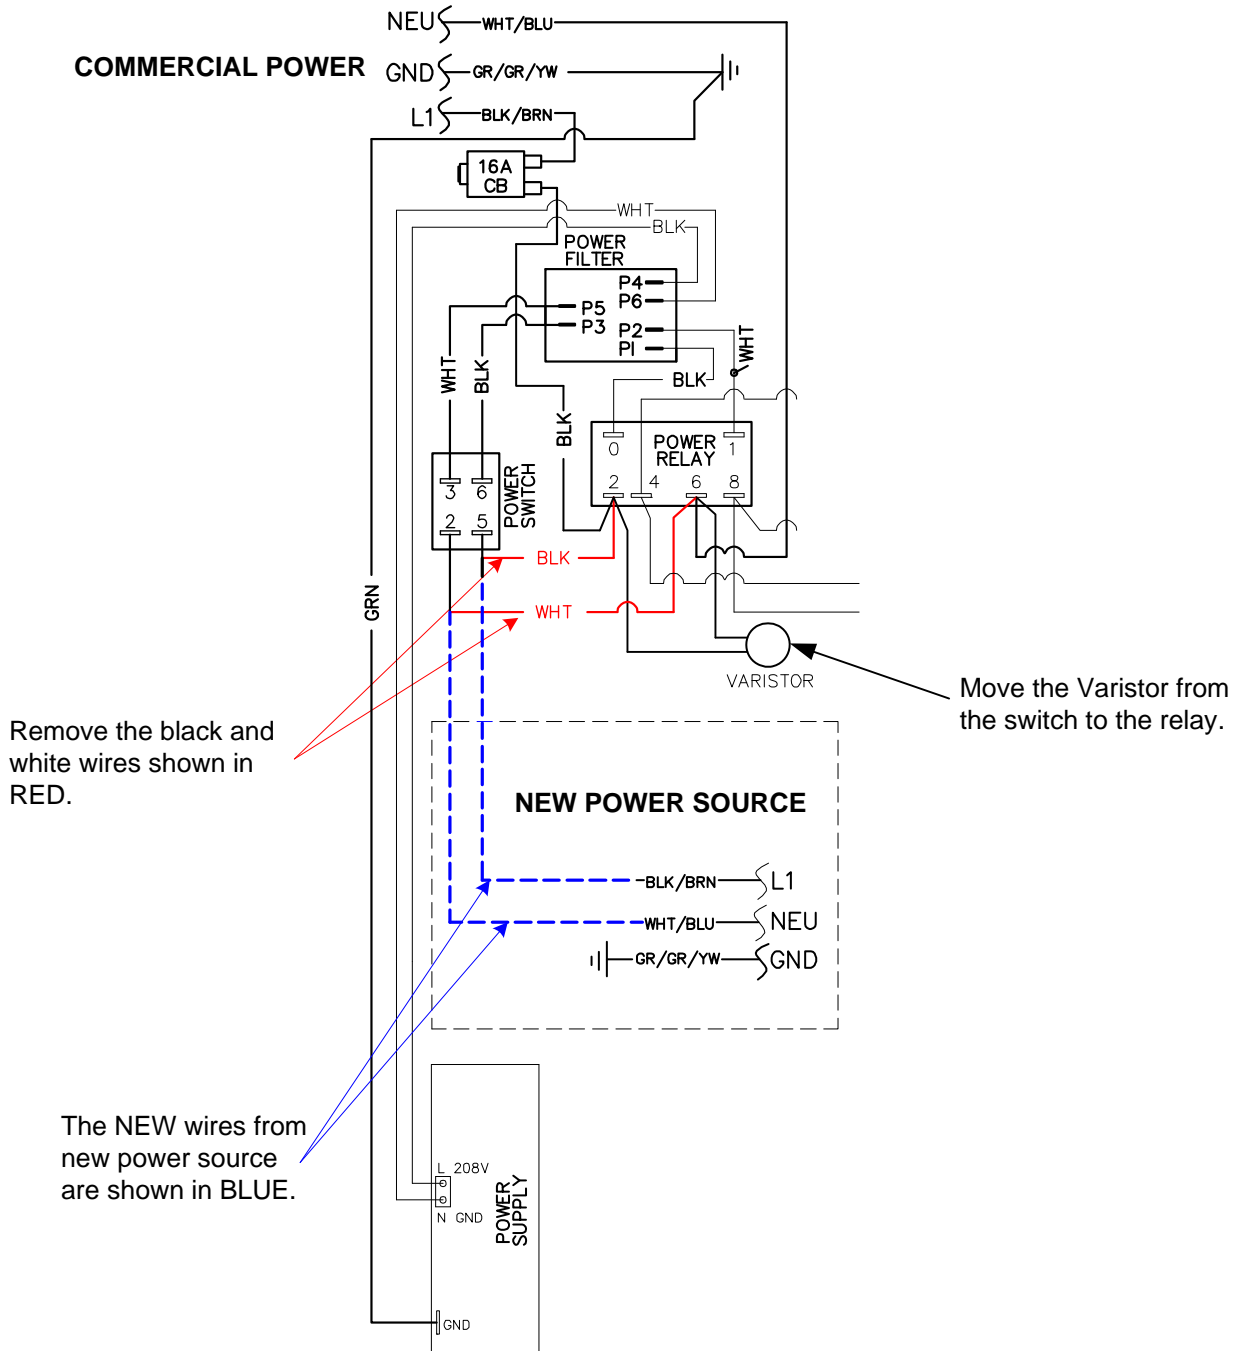 NEU
WHT/BLU
COMMERCIAL POWER
GND
GR/GR/YW
L1
BLK/BRN
16A
CB
WHT
BLK
POWER
FILTER
P4
P6
P5
P3
P2
P1
WHT
BLK
WHT
BLK
BLK
POWER
RELAY
0
1
2
4
6
8
3
6
2
5
POWER
SWITCH
BLK
WHT
GRN
VARISTOR
Move the Varistor from
the switch to the relay.
Remove the black and
white wires shown in
RED.
NEW POWER SOURCE
BLK/BRN
L1
WHT/BLU
NEU
GR/GR/YW
GND
The NEW wires from
new power source
are shown in BLUE.
L 208V
N GND
POWER
SUPPLY
GND